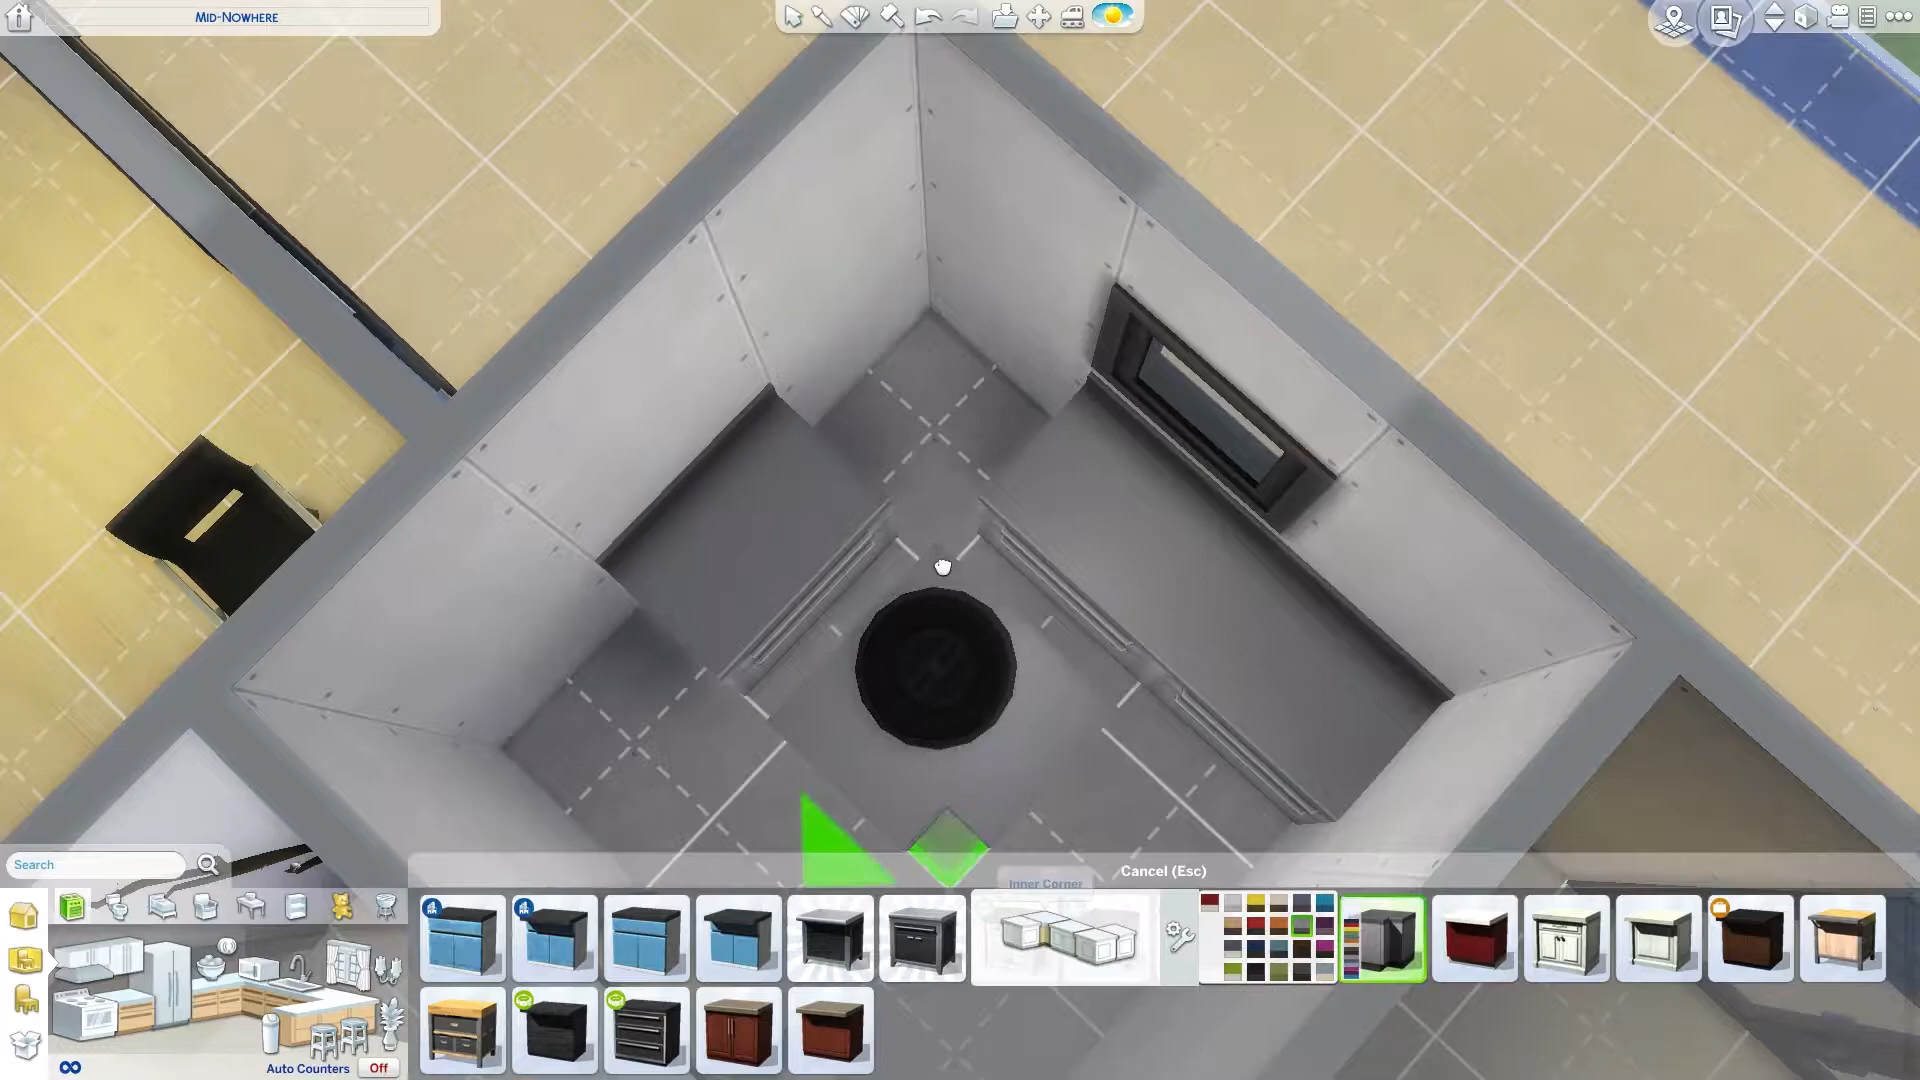 Mid-Nowhere
Cancel (Esc)
Search
Inner Corner
Auto Counters Off